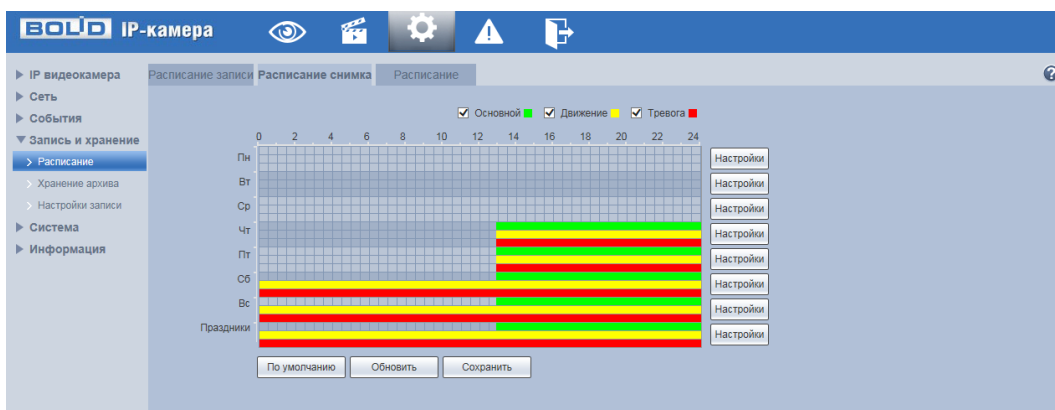 BOLID IP-камера
IP видеокамера
Сеть
События
Запись и хранение
Расписание
Хранение архива
Настройки записи
Система
Информация
Расписание записи Расписание снимка Расписание
?
Основной Движение Тревога
0 2 4 6 8 10 12 14 16 18 20 22 24
Пн Настройки
Вт Настройки
Ср Настройки
Чт Настройки
Пт Настройки
Сб Настройки
Вс Настройки
Праздники Настройки
По умолчанию Обновить Сохранить